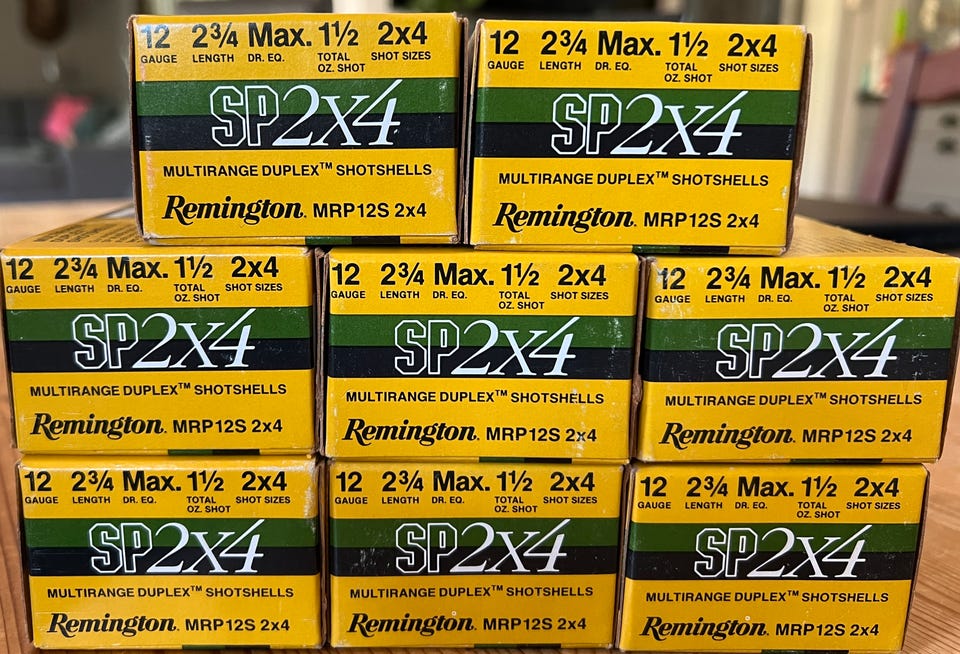 12 2¾ Max. 1½ 2x4
GAUGE LENGTH DR. EQ. TOTAL OZ. SHOT SHOT SIZES
SP2x4
MULTIRANGE DUPLEX™ SHOTSHELLS
Remington. MRP12S 2x4
12 2¾ Max. 1½ 2x4
GAUGE LENGTH DR. EQ. TOTAL OZ. SHOT SHOT SIZES
SP2x4
MULTIRANGE DUPLEX™ SHOTSHELLS
Remington. MRP12S 2x4
12 2¾ Max. 1½ 2x4
GAUGE LENGTH DR. EQ. TOTAL OZ. SHOT SHOT SIZES
SP2x4
MULTIRANGE DUPLEX™ SHOTSHELLS
Remington. MRP12S 2x4
12 2¾ Max. 1½ 2x4
GAUGE LENGTH DR. EQ. TOTAL OZ. SHOT SHOT SIZES
SP2x4
MULTIRANGE DUPLEX™ SHOTSHELLS
Remington. MRP12S 2x4
12 2¾ Max. 1½ 2x4
GAUGE LENGTH DR. EQ. TOTAL OZ. SHOT SHOT SIZES
SP2x4
MULTIRANGE DUPLEX™ SHOTSHELLS
Remington. MRP12S 2x4
12 2¾ Max. 1½ 2x4
GAUGE LENGTH DR. EQ. TOTAL OZ. SHOT SHOT SIZES
SP2x4
MULTIRANGE DUPLEX™ SHOTSHELLS
Remington. MRP12S 2x4
12 2¾ Max. 1½ 2x4
GAUGE LENGTH DR. EQ. TOTAL OZ. SHOT SHOT SIZES
SP2x4
MULTIRANGE DUPLEX™ SHOTSHELLS
Remington. MRP12S 2x4
12 2¾ Max. 1½ 2x4
GAUGE LENGTH DR. EQ. TOTAL OZ. SHOT SHOT SIZES
SP2x4
MULTIRANGE DUPLEX™ SHOTSHELLS
Remington. MRP12S 2x4